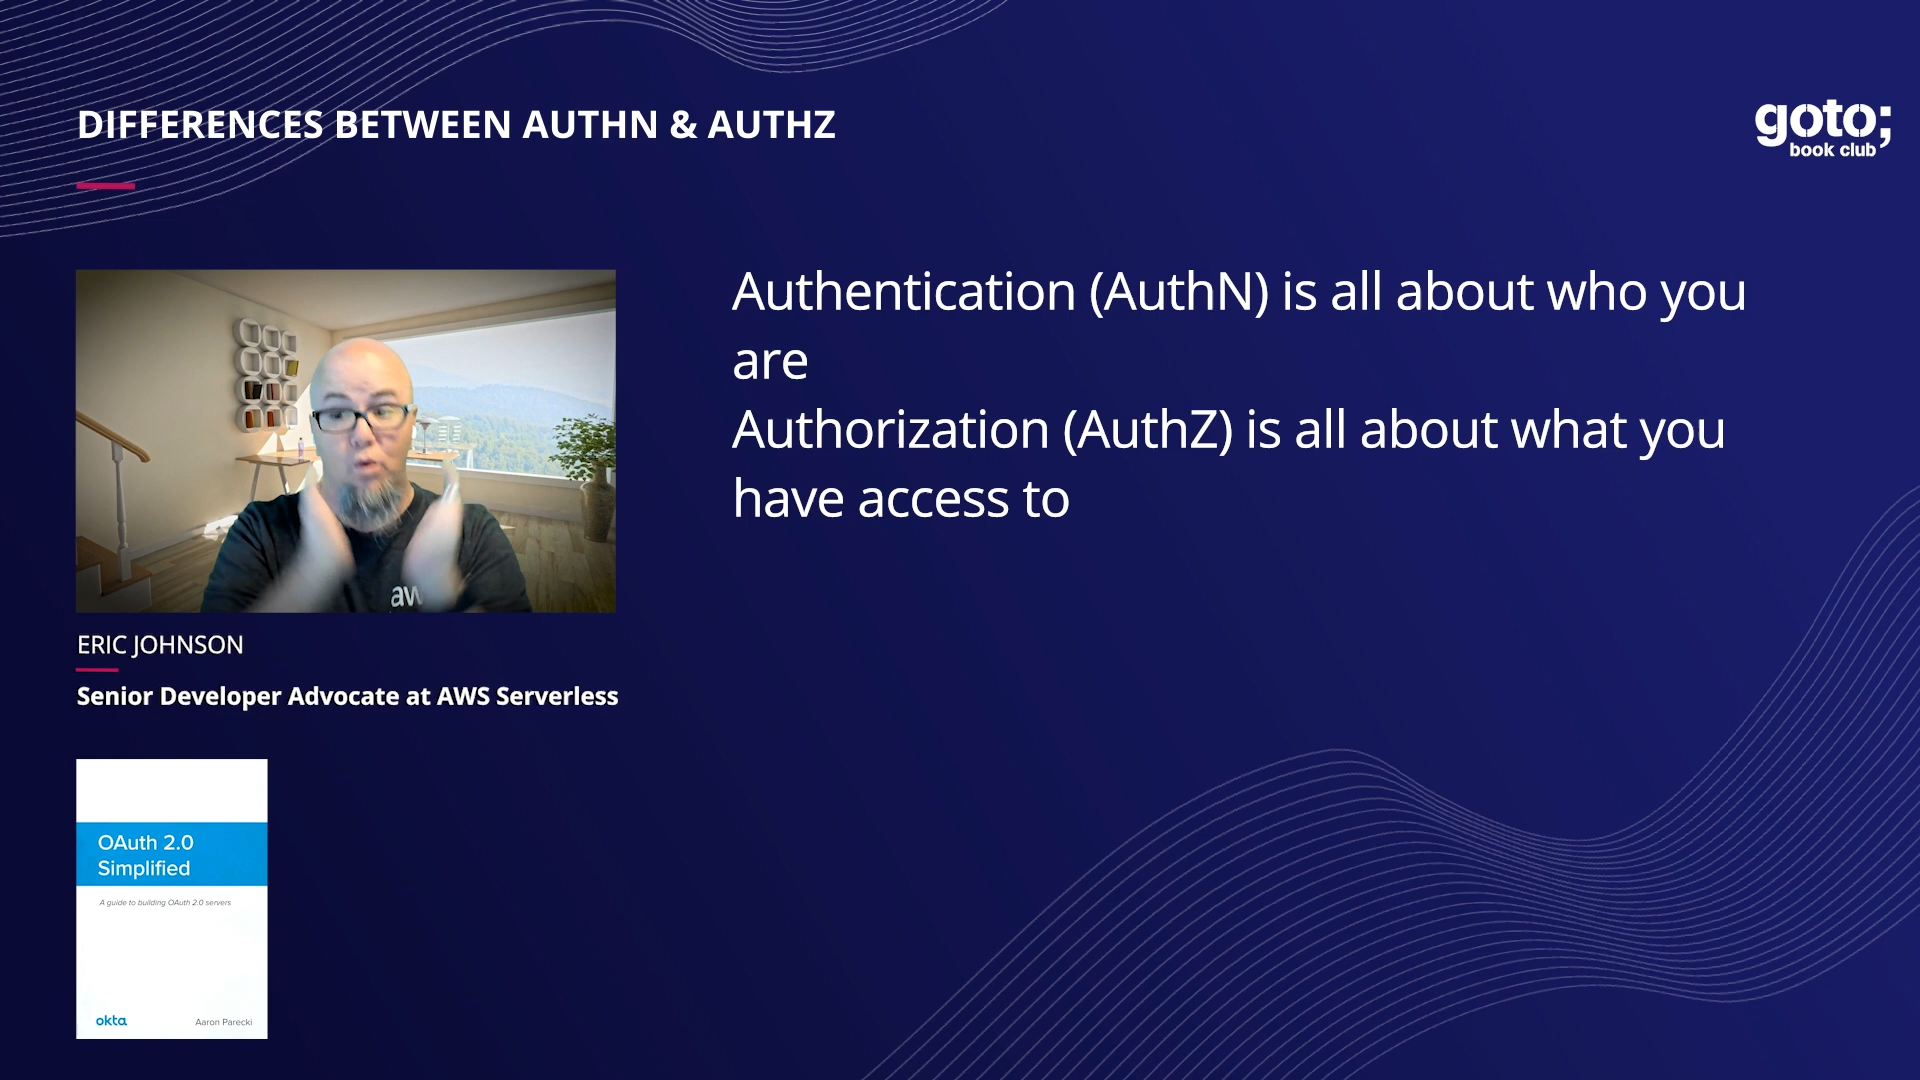 DIFFERENCES BETWEEN AUTHN & AUTHZ
goto;
book club
Authentication (AuthN) is all about who you
are
Authorization (AuthZ) is all about what you
have access to
aw
ERIC JOHNSON
Senior Developer Advocate at AWS Serverless
OAuth 2.0
Simplified
A guide to building OAuth 2.0 servers
okta
Aaron Parecki